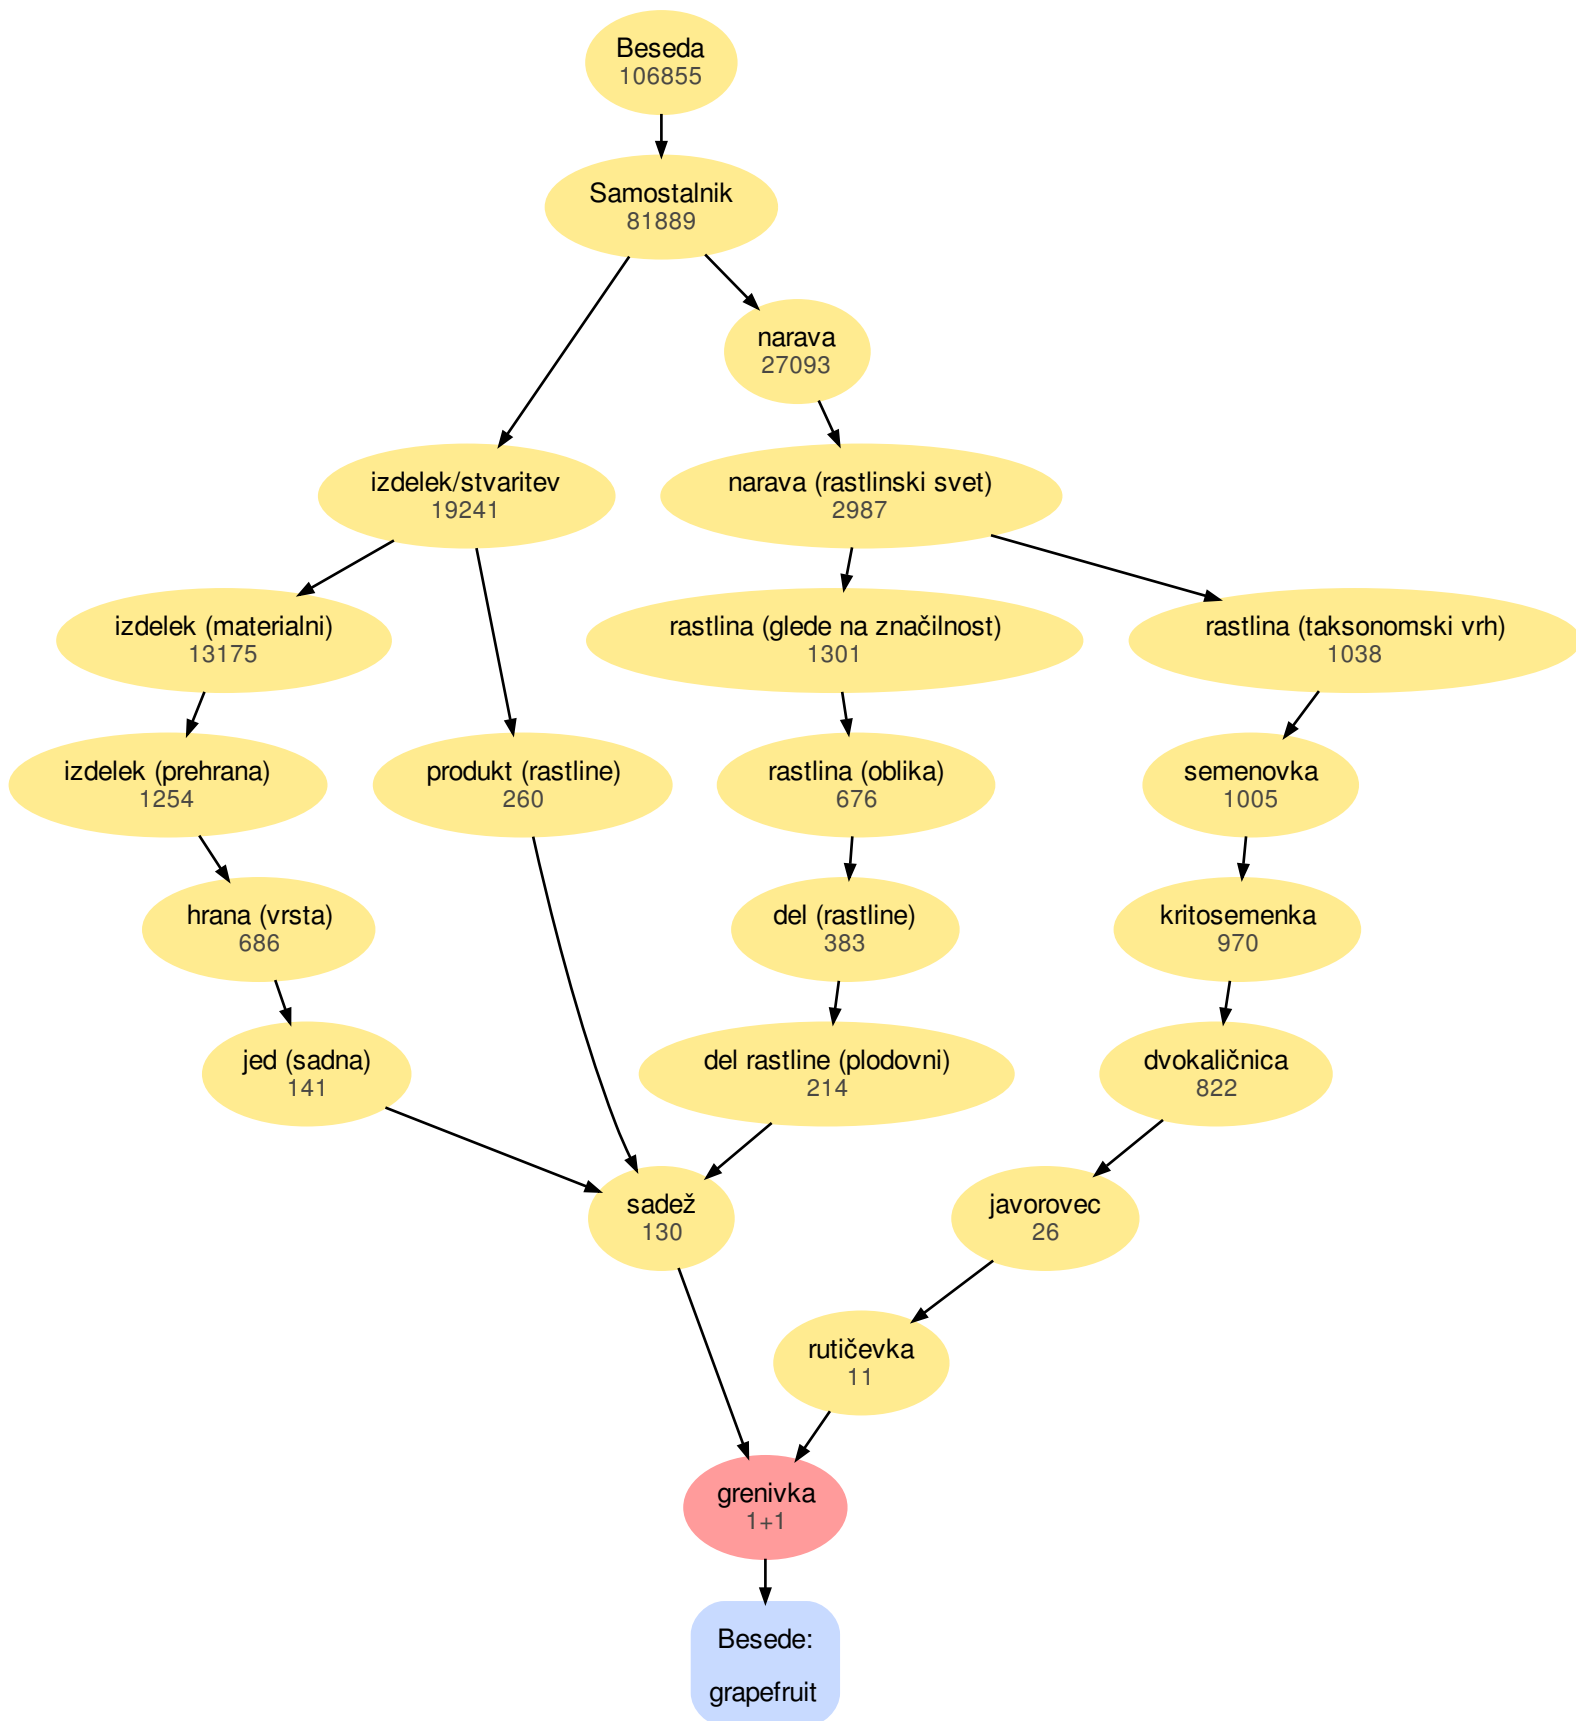 Beseda
106855
Samostalnik
81889
narava
27093
izdelek/stvaritev
19241
narava (rastlinski svet)
2987
izdelek (materialni)
13175
rastlina (glede na značilnost)
1301
rastlina (taksonomski vrh)
1038
izdelek (prehrana)
1254
produkt (rastline)
260
rastlina (oblika)
676
semenovka
1005
hrana (vrsta)
686
del (rastline)
383
kritosemenka
970
jed (sadna)
141
del rastline (plodovni)
214
dvokaličnica
822
sadež
130
javorovec
26
rutičevka
11
grenivka
1+1
Besede:
grapefruit